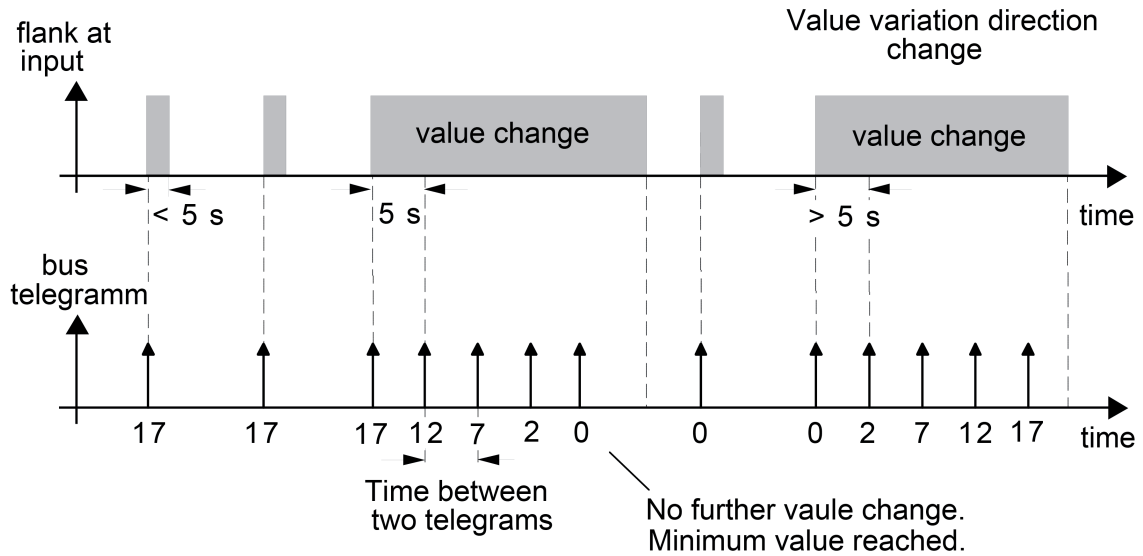 Value variation direction
change
flank at
input
value change
value change
< 5 s
5 s
> 5 s
time
bus
telegramm
17
17
17
12
7
2
0
0
0
2
7
12
17
time
Time between
two telegrams
No further vaule change.
Minimum value reached.